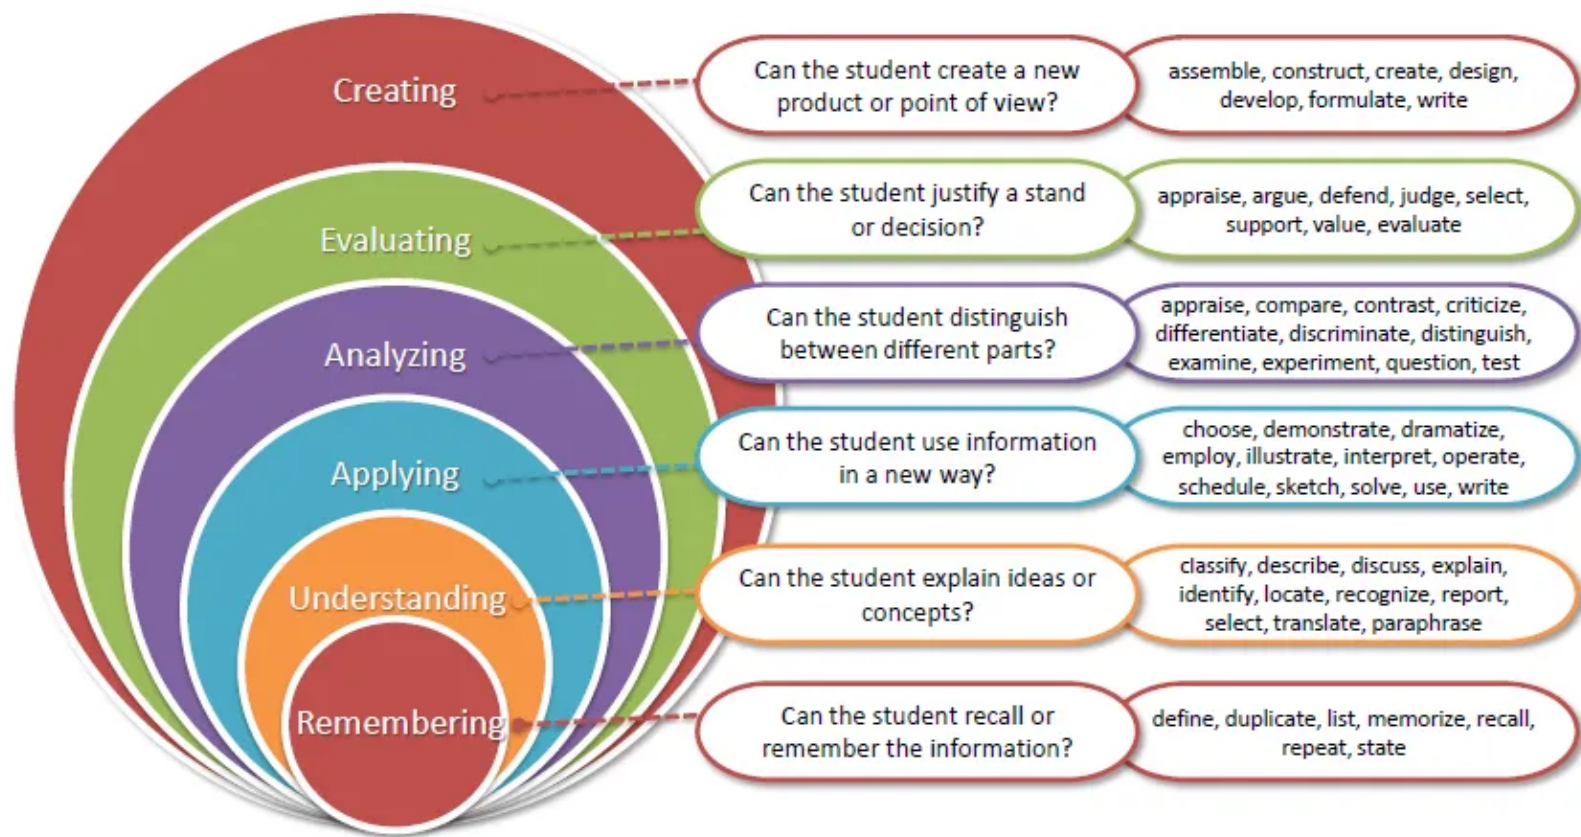 Creating
Can the student create a new
product or point of view?
assemble, construct, create, design,
develop, formulate, write
Evaluating
Can the student justify a stand
or decision?
appraise, argue, defend, judge, select,
support, value, evaluate
Analyzing
Can the student distinguish
between different parts?
appraise, compare, contrast, criticize,
differentiate, discriminate, distinguish,
examine, experiment, question, test
Applying
Can the student use information
in a new way?
choose, demonstrate, dramatize,
employ, illustrate, interpret, operate,
schedule, sketch, solve, use, write
Understanding
Can the student explain ideas or
concepts?
classify, describe, discuss, explain,
identify, locate, recognize, report,
select, translate, paraphrase
Remembering
Can the student recall or
remember the information?
define, duplicate, list, memorize, recall,
repeat, state